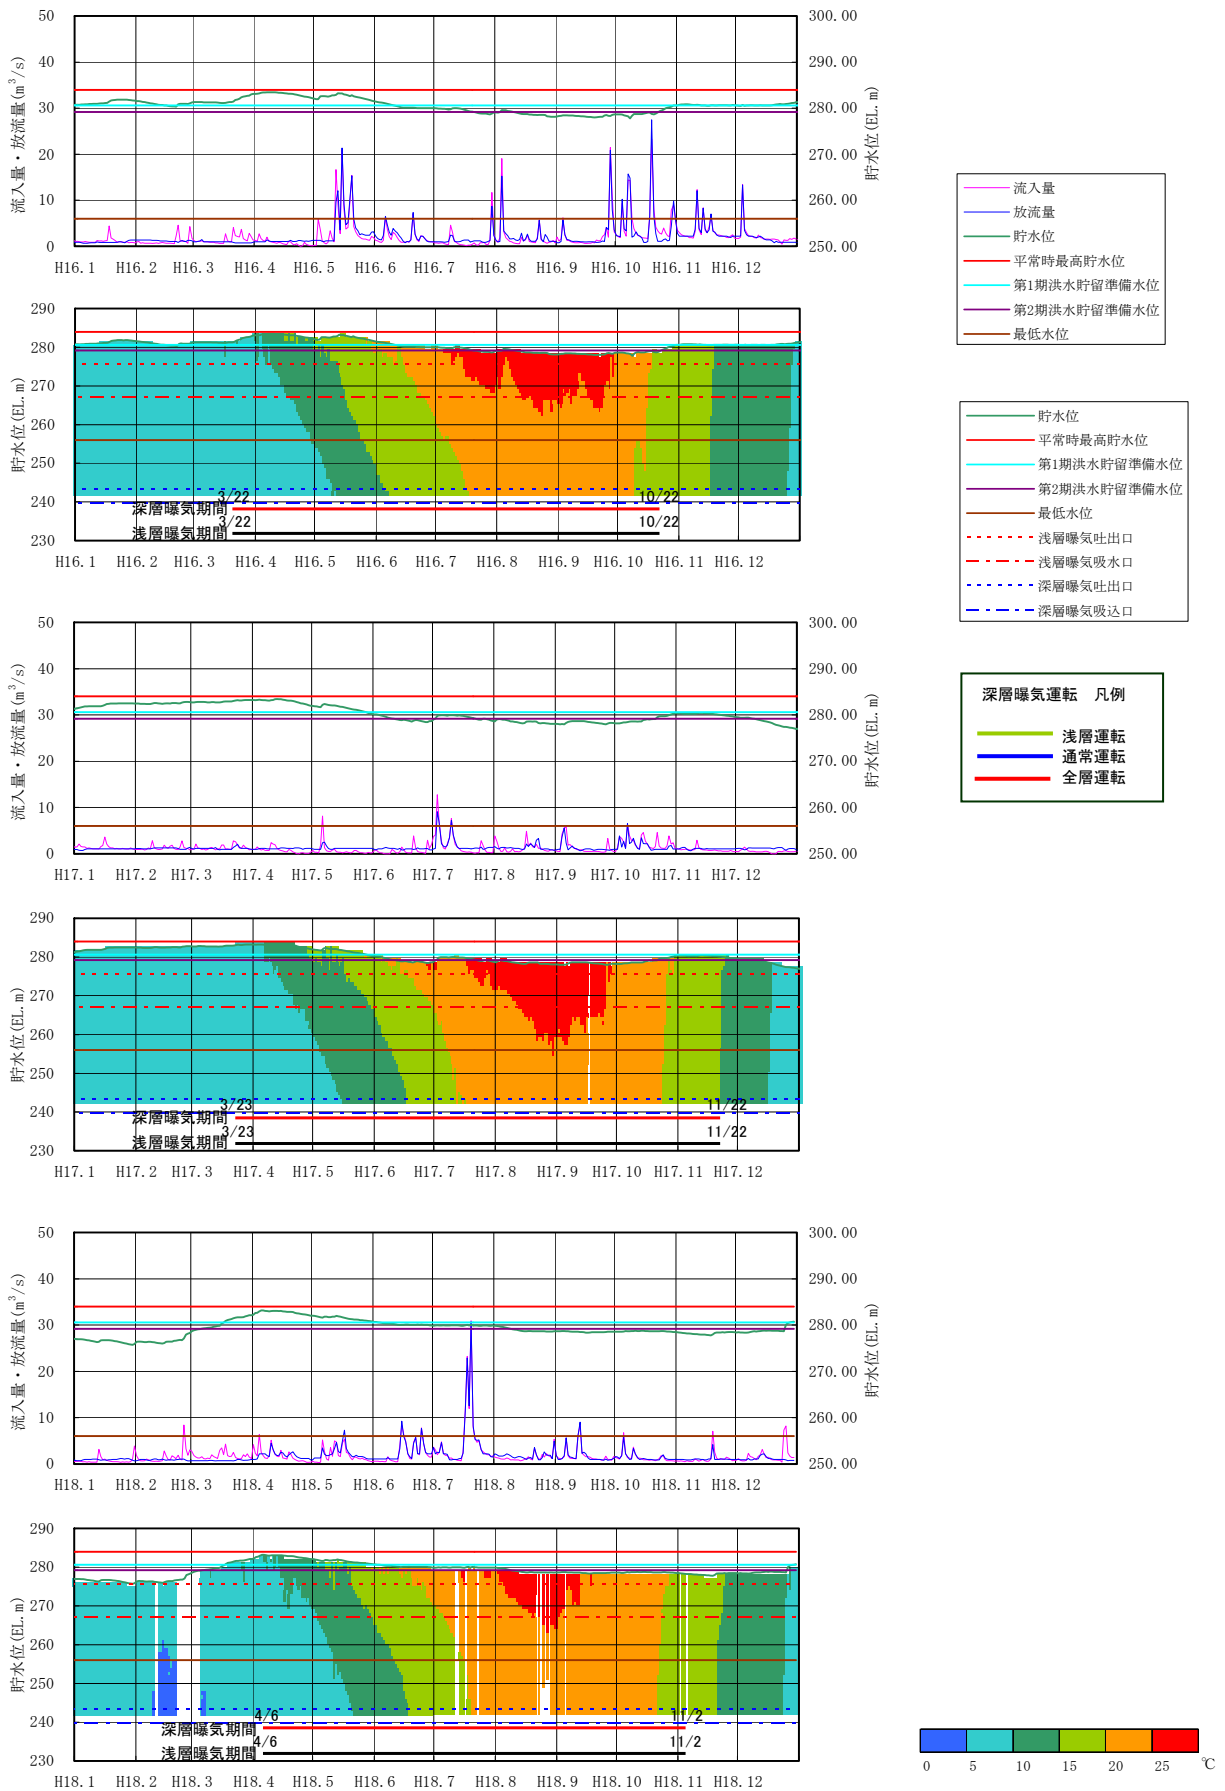 50
40
30
20
10
0
流入量・放流量(m³/s)
300.00
290.00
280.00
270.00
260.00
250.00
貯水位(EL.m)
H16.1 H16.2 H16.3 H16.4 H16.5 H16.6 H16.7 H16.8 H16.9 H16.10 H16.11 H16.12
流入量
放流量
貯水位
平常時最高貯水位
第1期洪水貯留準備水位
第2期洪水貯留準備水位
最低水位
290
280
270
260
250
240
230
貯水位(EL.m)
3/22 10/22
深層曝気期間
3/22 10/22
浅層曝気期間
H16.1 H16.2 H16.3 H16.4 H16.5 H16.6 H16.7 H16.8 H16.9 H16.10 H16.11 H16.12
貯水位
平常時最高貯水位
第1期洪水貯留準備水位
第2期洪水貯留準備水位
最低水位
浅層曝気吐出口
浅層曝気吸水口
深層曝気吐出口
深層曝気吸込口
50
40
30
20
10
0
流入量・放流量(m³/s)
300.00
290.00
280.00
270.00
260.00
250.00
貯水位(EL.m)
H17.1 H17.2 H17.3 H17.4 H17.5 H17.6 H17.7 H17.8 H17.9 H17.10 H17.11 H17.12
深層曝気運転 凡例
浅層運転
通常運転
全層運転
290
280
270
260
250
240
230
貯水位(EL.m)
3/23 11/22
深層曝気期間
3/23 11/22
浅層曝気期間
H17.1 H17.2 H17.3 H17.4 H17.5 H17.6 H17.7 H17.8 H17.9 H17.10 H17.11 H17.12
50
40
30
20
10
0
流入量・放流量(m³/s)
300.00
290.00
280.00
270.00
260.00
250.00
貯水位(EL.m)
H18.1 H18.2 H18.3 H18.4 H18.5 H18.6 H18.7 H18.8 H18.9 H18.10 H18.11 H18.12
290
280
270
260
250
240
230
貯水位(EL.m)
4/6 11/2
深層曝気期間
4/6 11/2
浅層曝気期間
H18.1 H18.2 H18.3 H18.4 H18.5 H18.6 H18.7 H18.8 H18.9 H18.10 H18.11 H18.12
0 5 10 15 20 25 ℃